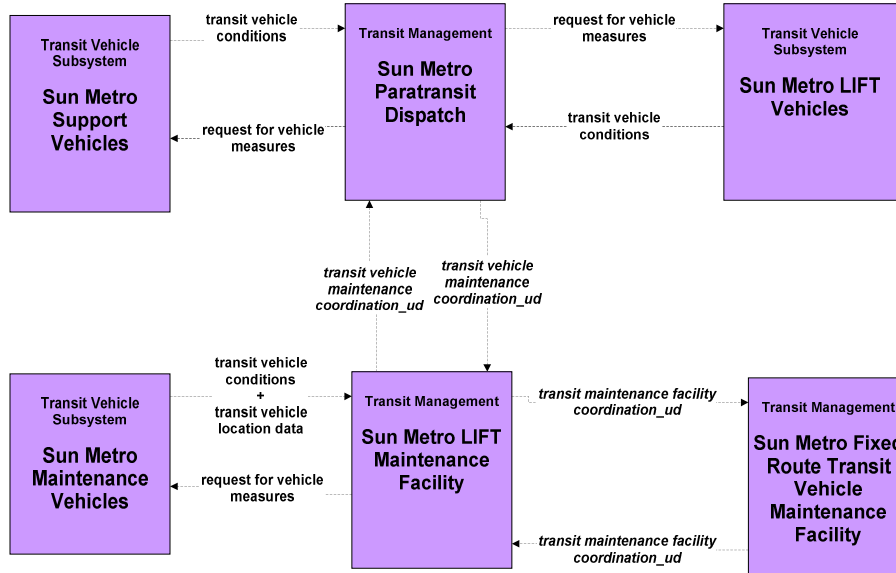 Transit Vehicle
Subsystem
Sun Metro
Support
Vehicles
transit vehicle
conditions
request for vehicle
measures
Transit Management
Sun Metro
Paratransit
Dispatch
request for vehicle
measures
transit vehicle
conditions
Transit Vehicle
Subsystem
Sun Metro LIFT
Vehicles
transit vehicle
maintenance
coordination_ud
transit vehicle
maintenance
coordination_ud
Transit Vehicle
Subsystem
Sun Metro
Maintenance
Vehicles
transit vehicle
conditions
+
transit vehicle
location data
request for vehicle
measures
Transit Management
Sun Metro LIFT
Maintenance
Facility
transit maintenance facility
coordination_ud
transit maintenance facility
coordination_ud
Transit Management
Sun Metro Fixed
Route Transit
Vehicle
Maintenance
Facility